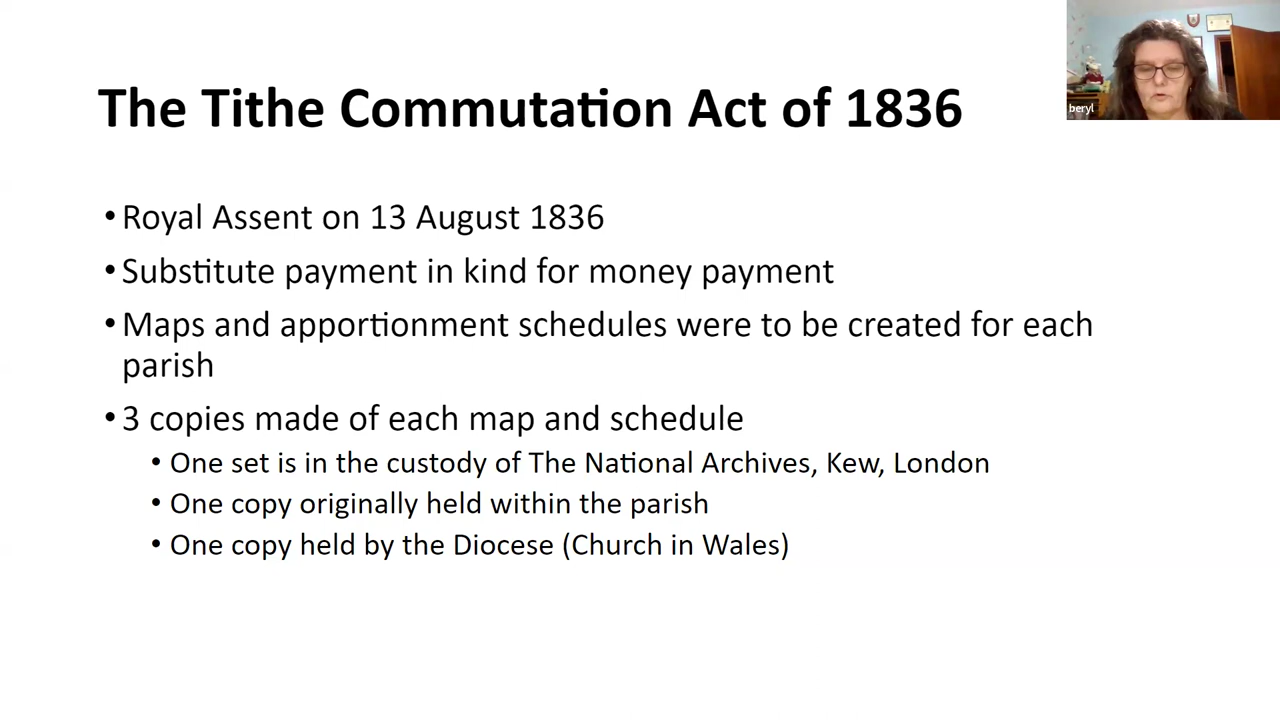 The Tithe Commutation Act of 1836
beryl
• Royal Assent on 13 August 1836
• Substitute payment in kind for money payment
• Maps and apportionment schedules were to be created for each
parish
• 3 copies made of each map and schedule
• One set is in the custody of The National Archives, Kew, London
• One copy originally held within the parish
• One copy held by the Diocese (Church in Wales)